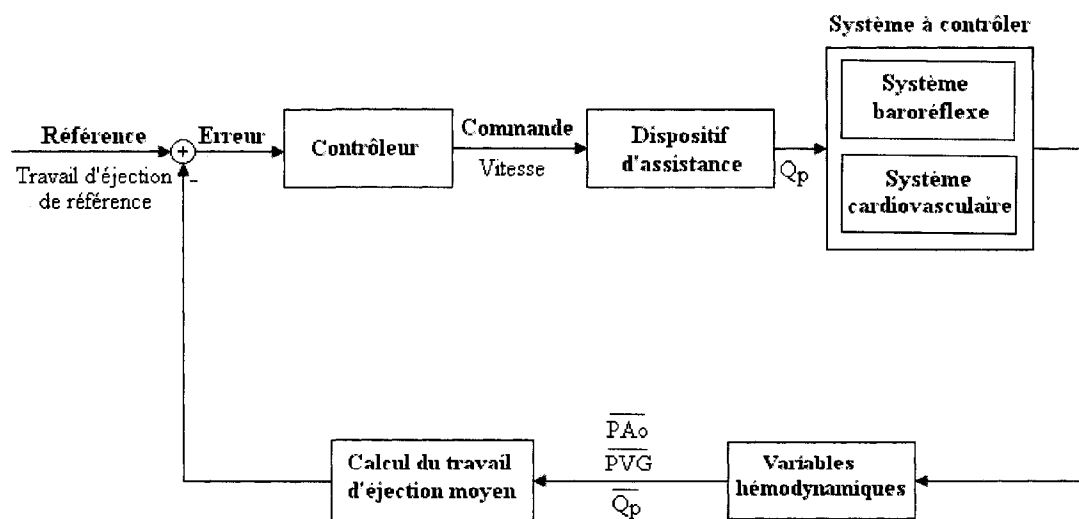 Système à contrôler
Système
baroréflexe
Référence
Erreur
Contrôleur
Commande
Dispositif
d'assistance
+
-
Travail d'éjection
de référence
Vitesse
Qp
Système
cardiovasculaire
PAo
PVG
Qp
Calcul du travail
d'éjection moyen
Variables
hémodynamiques